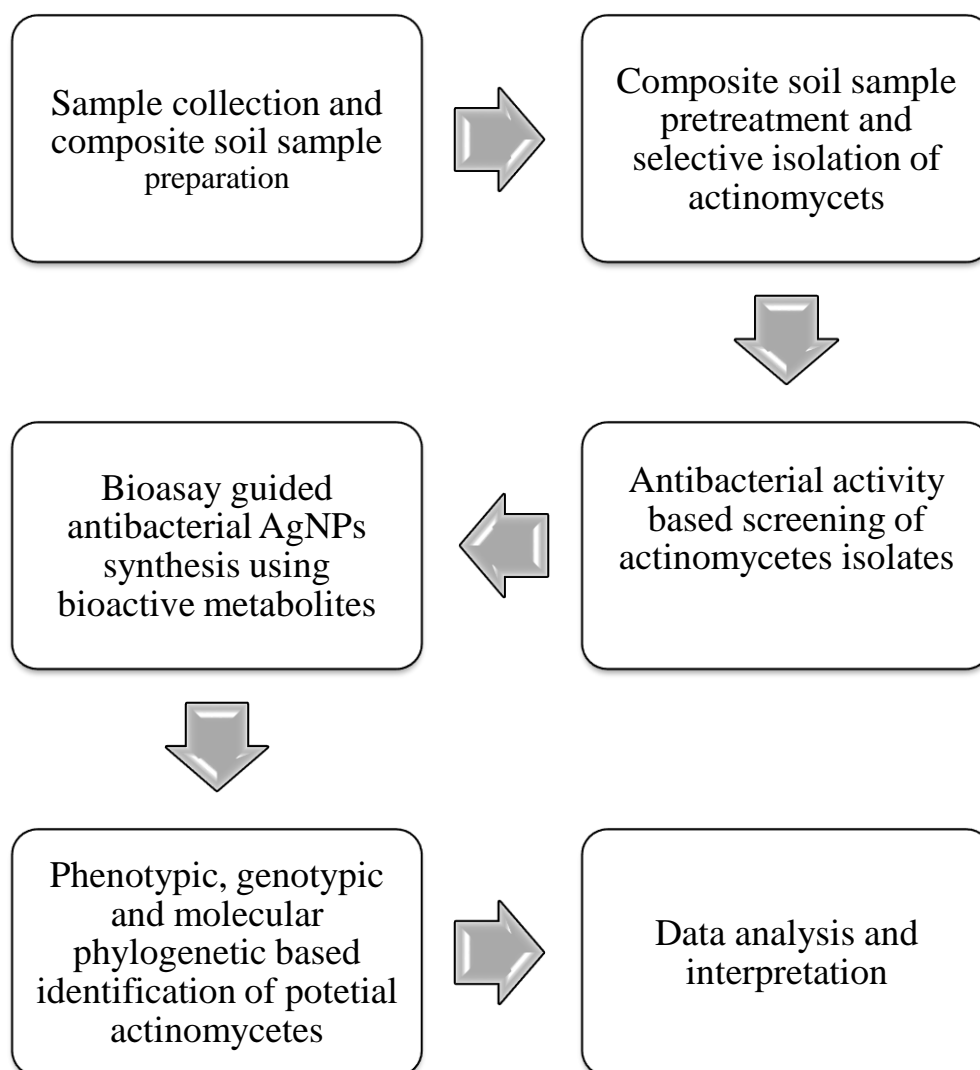 Sample collection and
composite soil sample
preparation
Composite soil sample
pretreatment and
selective isolation of
actinomycets
Antibacterial activity
based screening of
actinomycetes isolates
Bioasay guided
antibacterial AgNPs
synthesis using
bioactive metabolites
Phenotypic, genotypic
and molecular
phylogenetic based
identification of potetial
actinomycetes
Data analysis and
interpretation